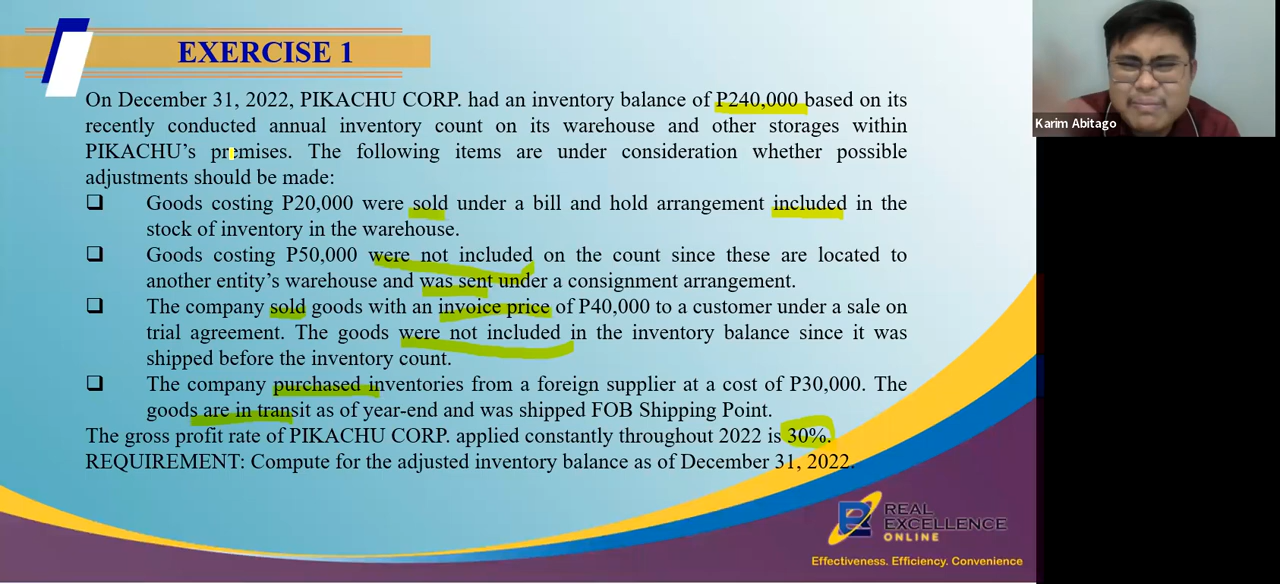 EXERCISE 1
On December 31, 2022, PIKACHU CORP. had an inventory balance of P240,000 based on its
recently conducted annual inventory count on its warehouse and other storages within
PIKACHU's premises. The following items are under consideration whether possible
adjustments should be made:
❑ Goods costing P20,000 were sold under a bill and hold arrangement included in the
stock of inventory in the warehouse.
❑ Goods costing P50,000 were not included on the count since these are located to
another entity's warehouse and was sent under a consignment arrangement.
❑ The company sold goods with an invoice price of P40,000 to a customer under a sale on
trial agreement. The goods were not included in the inventory balance since it was
shipped before the inventory count.
❑ The company purchased inventories from a foreign supplier at a cost of P30,000. The
goods are in transit as of year-end and was shipped FOB Shipping Point.
The gross profit rate of PIKACHU CORP. applied constantly throughout 2022 is 30%.
REQUIREMENT: Compute for the adjusted inventory balance as of December 31, 2022.
Karim Abitago
REAL
EXCELLENCE
ONLINE
Effectiveness. Efficiency. Convenience